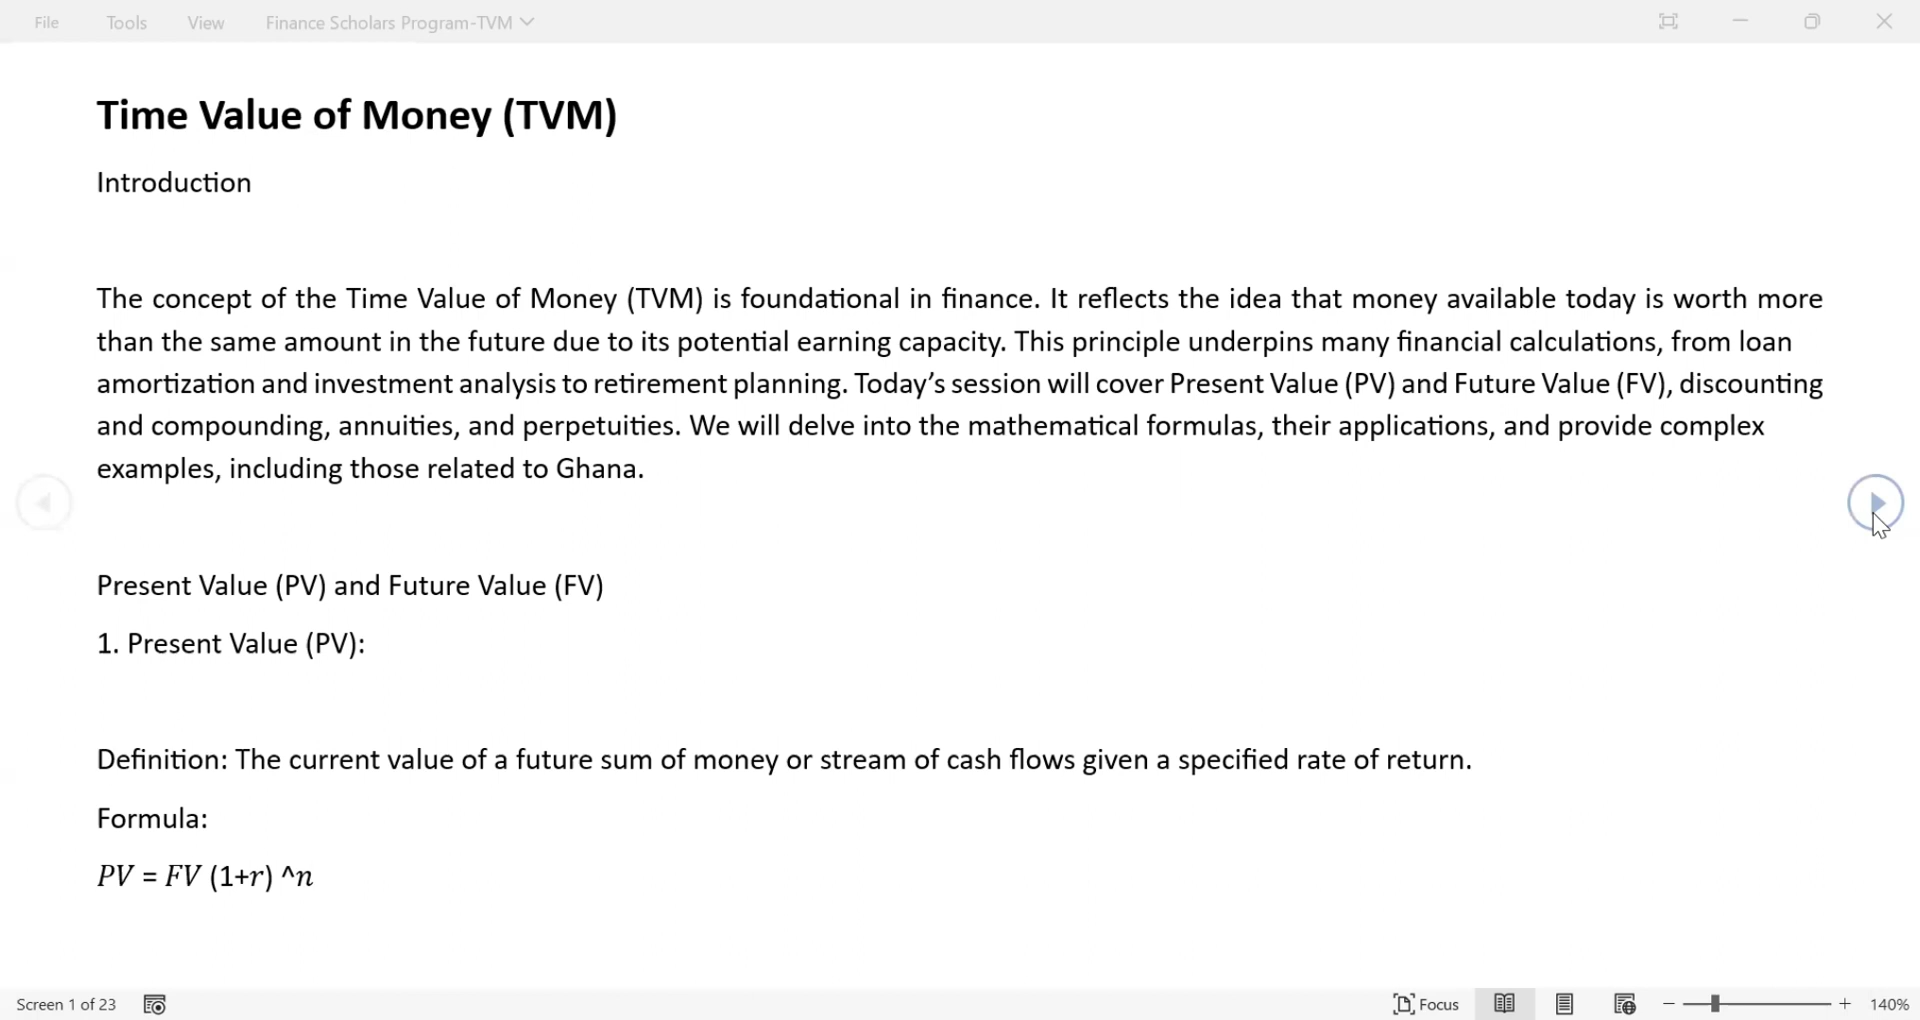 File Tools View Finance Scholars Program-TVM
Time Value of Money (TVM)
Introduction
The concept of the Time Value of Money (TVM) is foundational in finance. It reflects the idea that money available today is worth more
than the same amount in the future due to its potential earning capacity. This principle underpins many financial calculations, from loan
amortization and investment analysis to retirement planning. Today’s session will cover Present Value (PV) and Future Value (FV), discounting
and compounding, annuities, and perpetuities. We will delve into the mathematical formulas, their applications, and provide complex
examples, including those related to Ghana.
Present Value (PV) and Future Value (FV)
1. Present Value (PV):
Definition: The current value of a future sum of money or stream of cash flows given a specified rate of return.
Formula:
PV = FV (1+r) ^n
Screen 1 of 23 Focus 140%